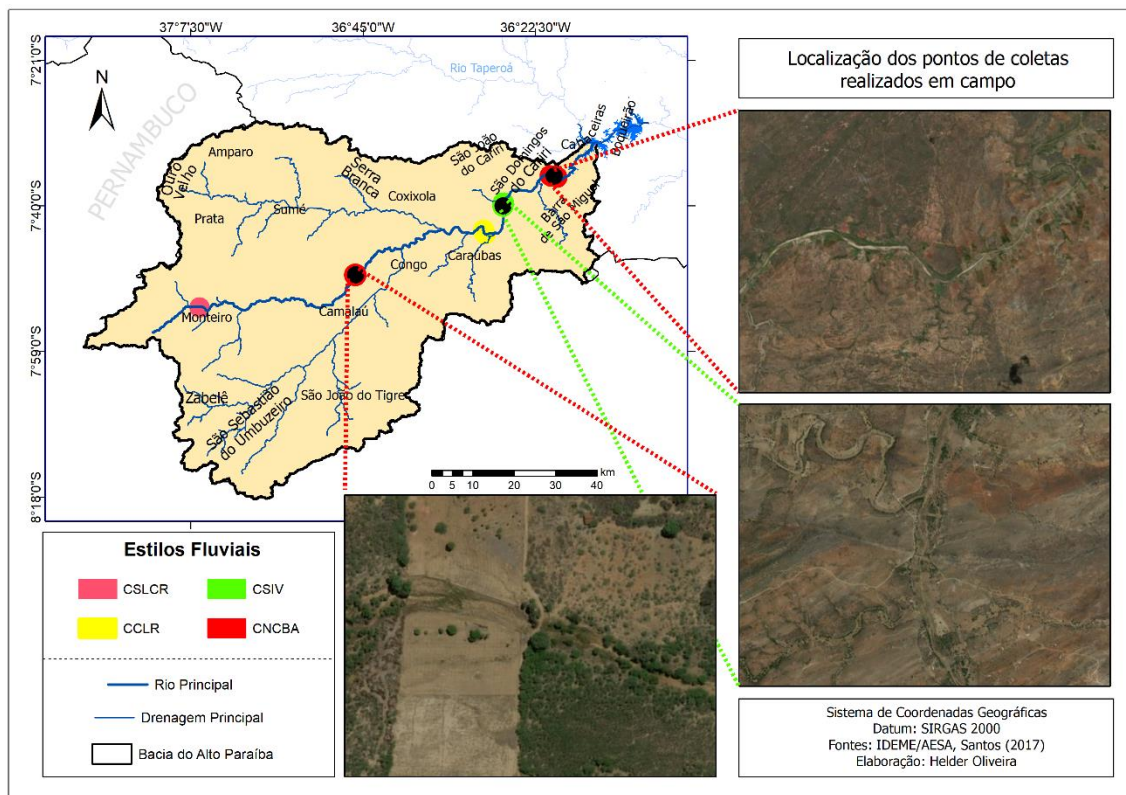 37°7'30"W
36°45'0"W
36°22'30"W
7°21'0"S
7°40'0"S
7°59'0"S
8°18'0"S
N
PERNAMBUCO
Rio Taperoá
Amparo
Ouro
Velho
Prata
Sumé
Serra
Branca
Coxixola
São João
do Cariri
São Domingos
do Cariri
Cabaceiras
Boqueirão
Barra
de São Miguel
Caraúbas
Congo
Camalaú
Monteiro
Zabelê
São Sebastião
do Umbuzeiro
São João do Tigre
km
0 5 10 20 30 40
Localização dos pontos de coletas
realizados em campo
Estilos Fluviais
CSLCR
CSIV
CCLR
CNCBA
Rio Principal
Drenagem Principal
Bacia do Alto Paraíba
Sistema de Coordenadas Geográficas
Datum: SIRGAS 2000
Fontes: IDEME/AESA, Santos (2017)
Elaboração: Helder Oliveira